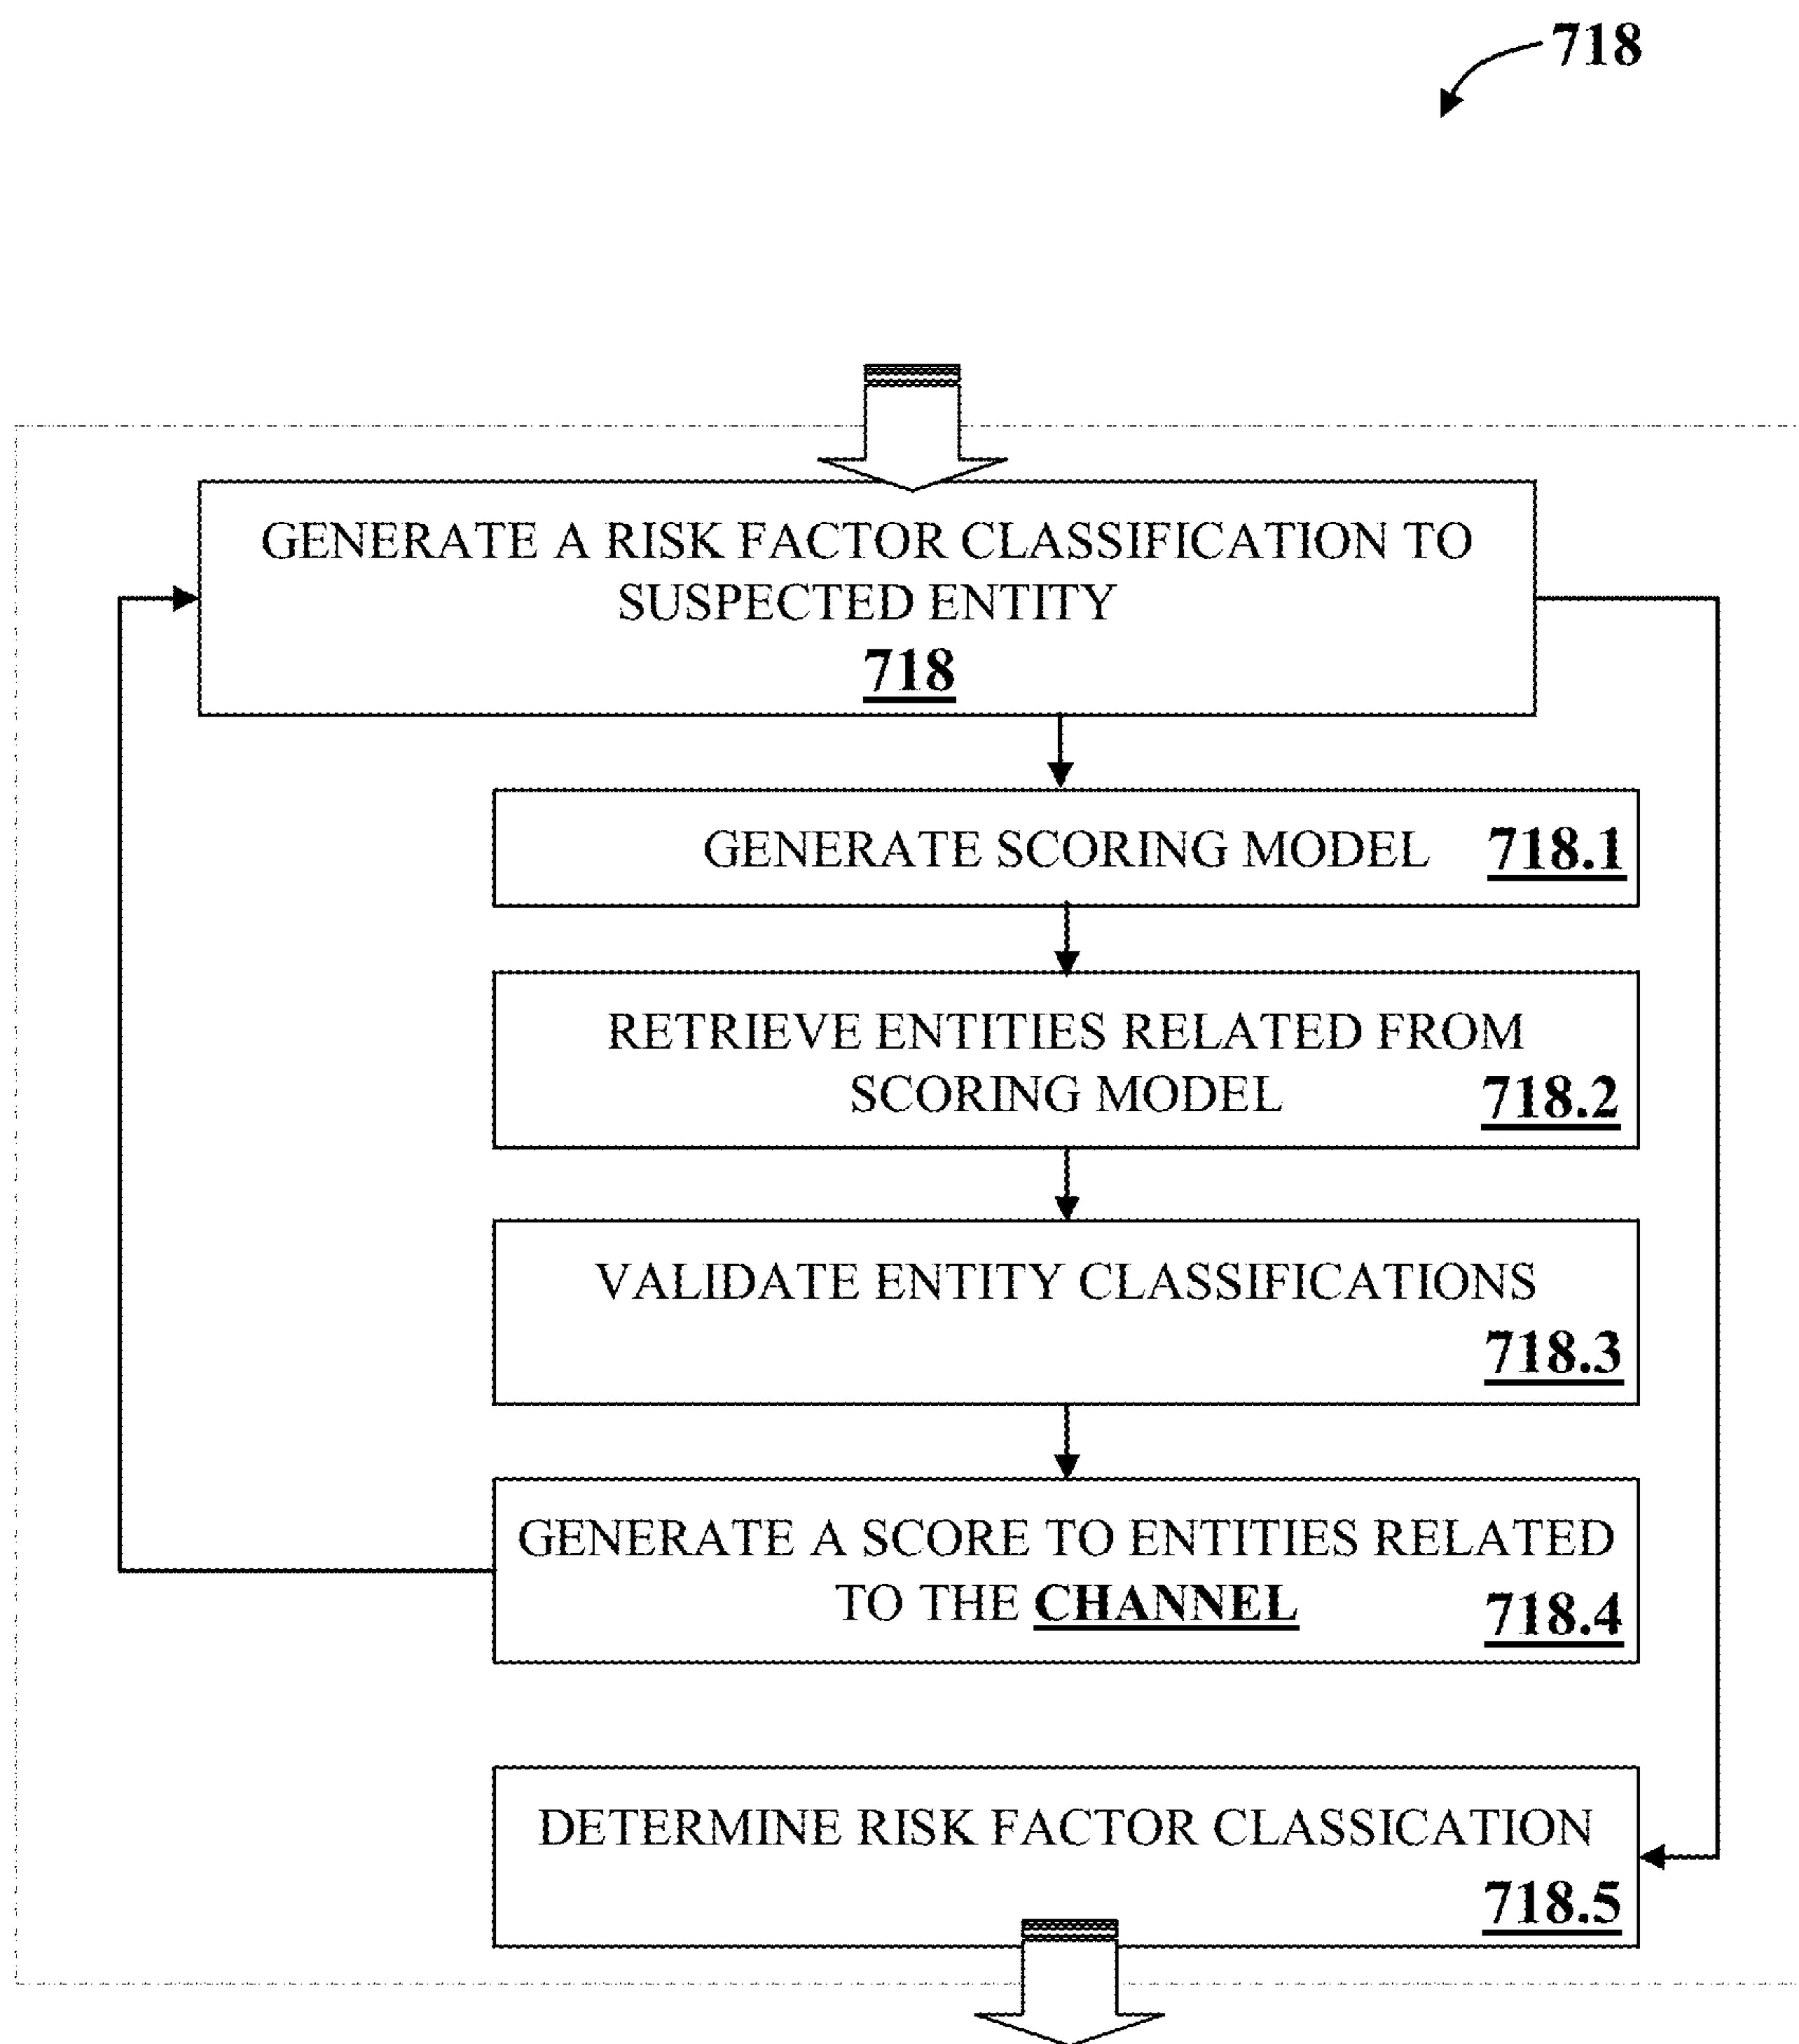 718
GENERATE A RISK FACTOR CLASSIFICATION TO
SUSPECTED ENTITY
718
GENERATE SCORING MODEL 718.1
RETRIEVE ENTITIES RELATED FROM
SCORING MODEL 718.2
VALIDATE ENTITY CLASSIFICATIONS
718.3
GENERATE A SCORE TO ENTITIES RELATED
TO THE CHANNEL 718.4
DETERMINE RISK FACTOR CLASSICATION
718.5